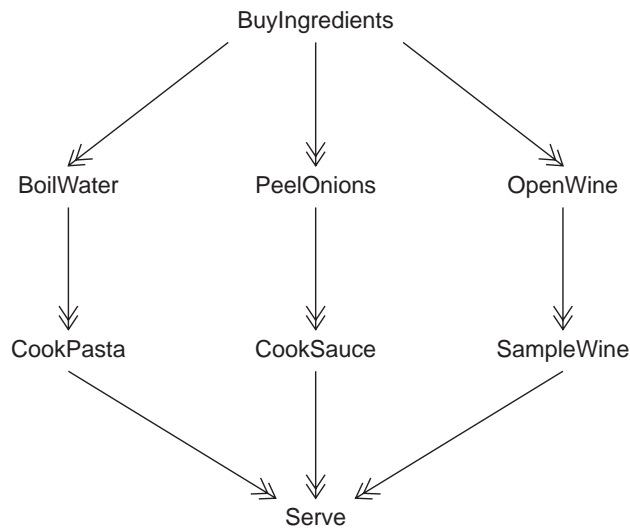 BuyIngredients
BoilWater PeelOnions OpenWine
CookPasta CookSauce SampleWine
Serve